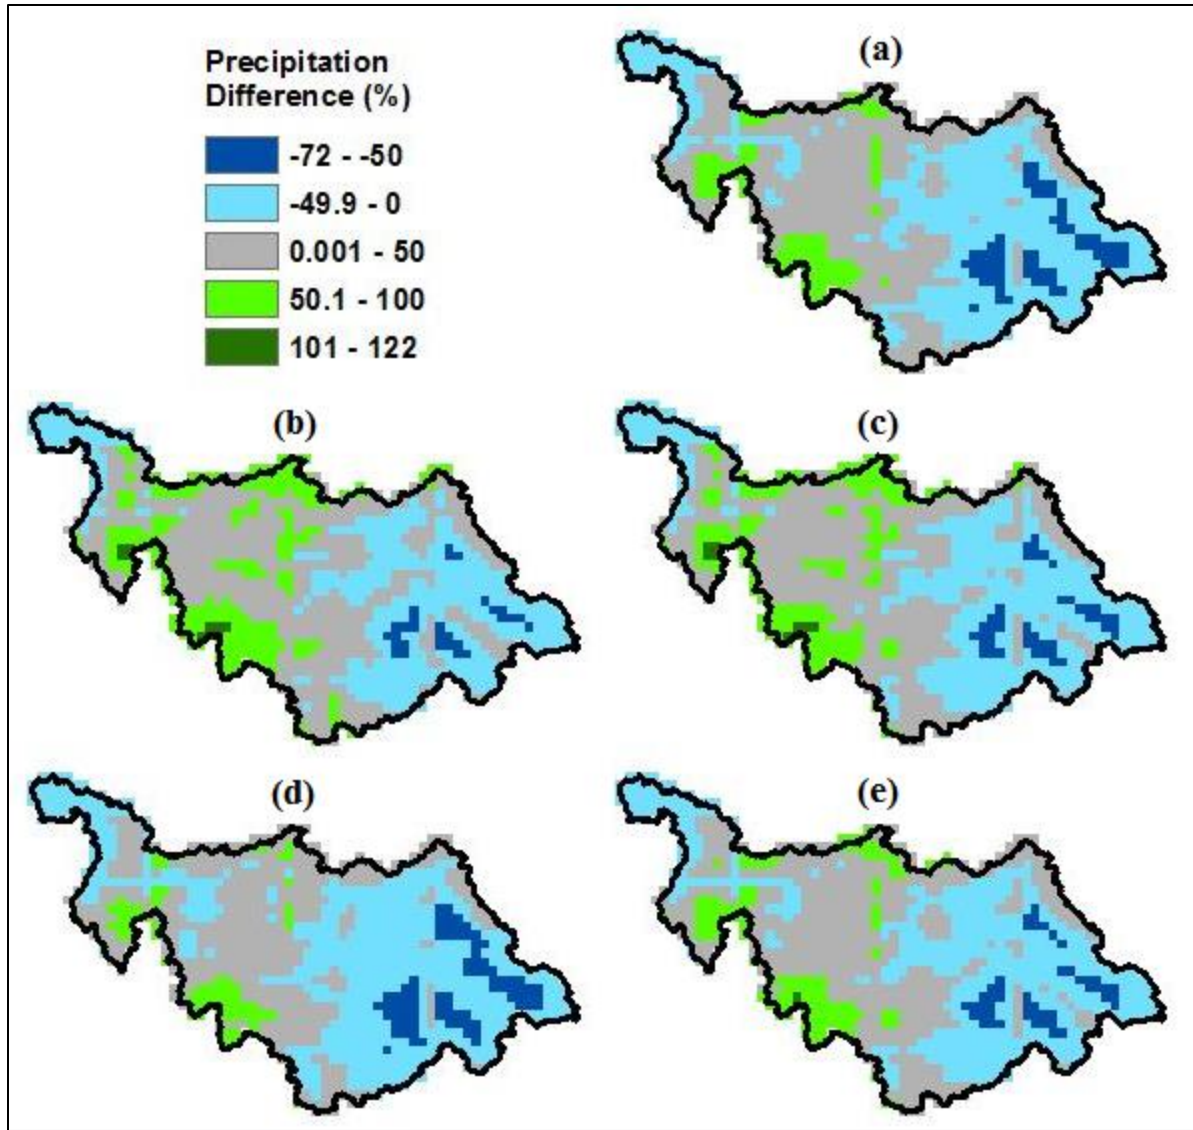 Precipitation
Difference (%)
-72 - -50
-49.9 - 0
0.001 - 50
50.1 - 100
101 - 122
(a)
(b)
(c)
(d)
(e)